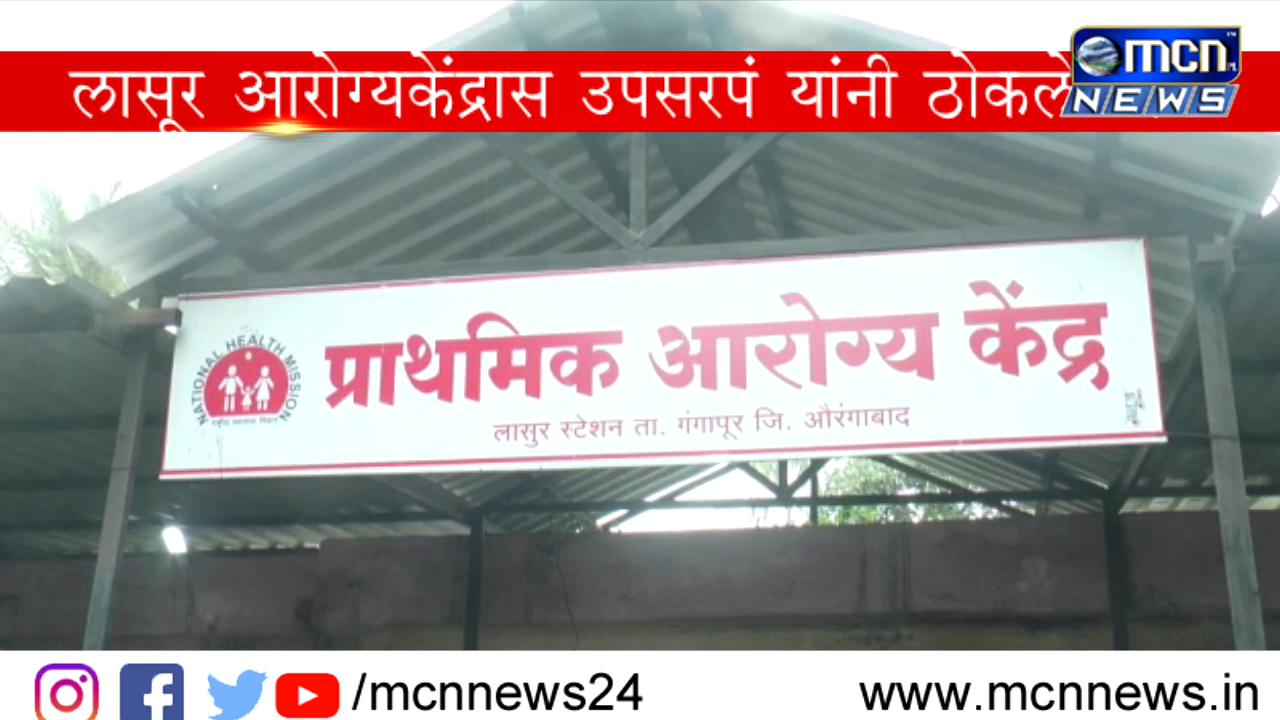 लासूर आरोग्यकेंद्रास उपसरपं यांनी ठोकले
mcn
NEWS
NATIONAL HEALTH MISSION
प्राथमिक आरोग्य केंद्र
लासुर स्टेशन ता. गंगापूर जि. औरंगाबाद
/mcnnews24
www.mcnnews.in